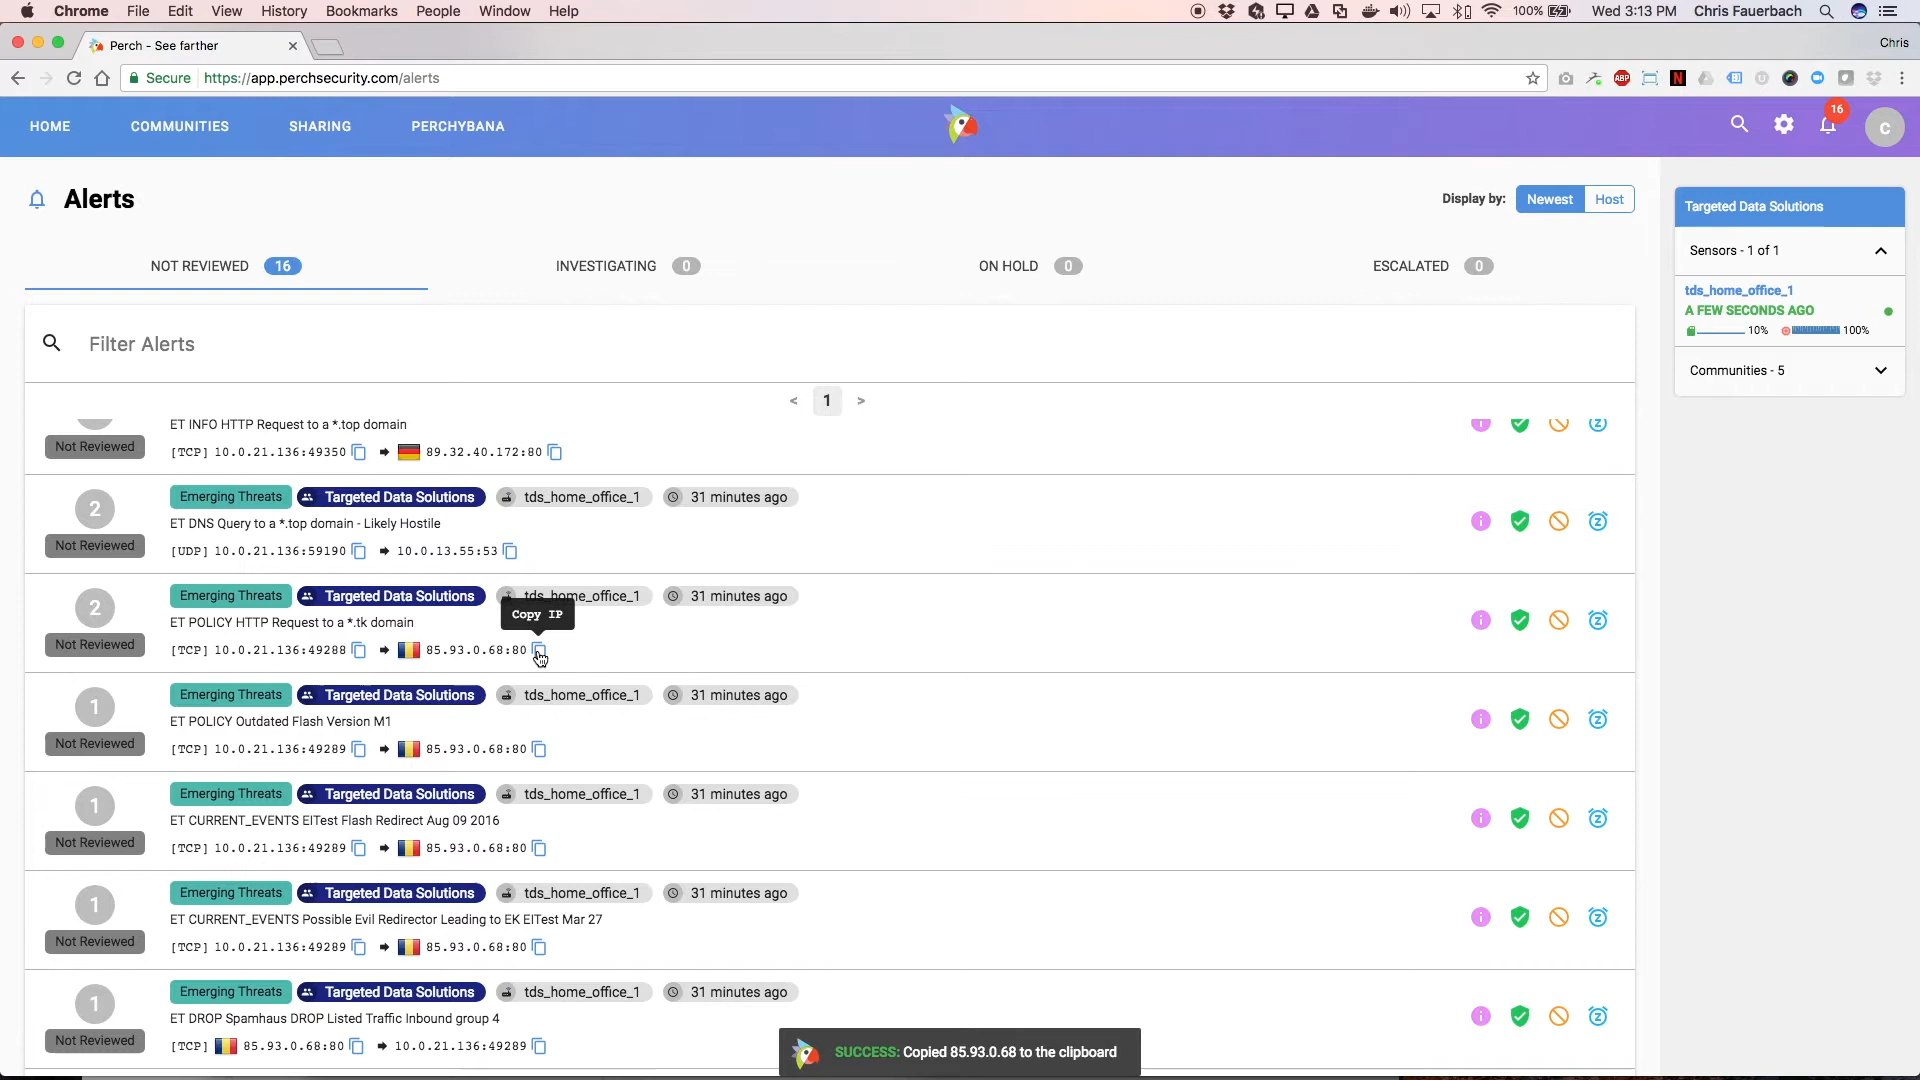 Chrome File Edit View History Bookmarks People Window Help 100% Wed 3:13 PM Chris Fauerbach
Perch - See farther Chris
Secure https://app.perchsecurity.com/alerts ABP N
HOME COMMUNITIES SHARING PERCHYBANA 16 c
Alerts Display by: Newest Host
NOT REVIEWED 16 INVESTIGATING 0 ON HOLD 0 ESCALATED 0
Filter Alerts
< 1 >
ET INFO HTTP Request to a *.top domain
Not Reviewed
[TCP] 10.0.21.136:49350 89.32.40.172:80
2 Emerging Threats Targeted Data Solutions tds_home_office_1 31 minutes ago
ET DNS Query to a *.top domain - Likely Hostile
Not Reviewed
[UDP] 10.0.21.136:59190 10.0.13.55:53
2 Emerging Threats Targeted Data Solutions tds_home_office_1 31 minutes ago
Copy IP
ET POLICY HTTP Request to a *.tk domain
Not Reviewed
[TCP] 10.0.21.136:49288 85.93.0.68:80
1 Emerging Threats Targeted Data Solutions tds_home_office_1 31 minutes ago
ET POLICY Outdated Flash Version M1
Not Reviewed
[TCP] 10.0.21.136:49289 85.93.0.68:80
1 Emerging Threats Targeted Data Solutions tds_home_office_1 31 minutes ago
ET CURRENT_EVENTS EITest Flash Redirect Aug 09 2016
Not Reviewed
[TCP] 10.0.21.136:49289 85.93.0.68:80
1 Emerging Threats Targeted Data Solutions tds_home_office_1 31 minutes ago
ET CURRENT_EVENTS Possible Evil Redirector Leading to EK EITest Mar 27
Not Reviewed
[TCP] 10.0.21.136:49289 85.93.0.68:80
1 Emerging Threats Targeted Data Solutions tds_home_office_1 31 minutes ago
ET DROP Spamhaus DROP Listed Traffic Inbound group 4
Not Reviewed
[TCP] 85.93.0.68:80 10.0.21.136:49289
SUCCESS: Copied 85.93.0.68 to the clipboard
Targeted Data Solutions
Sensors - 1 of 1
tds_home_office_1
A FEW SECONDS AGO
10% 100%
Communities - 5